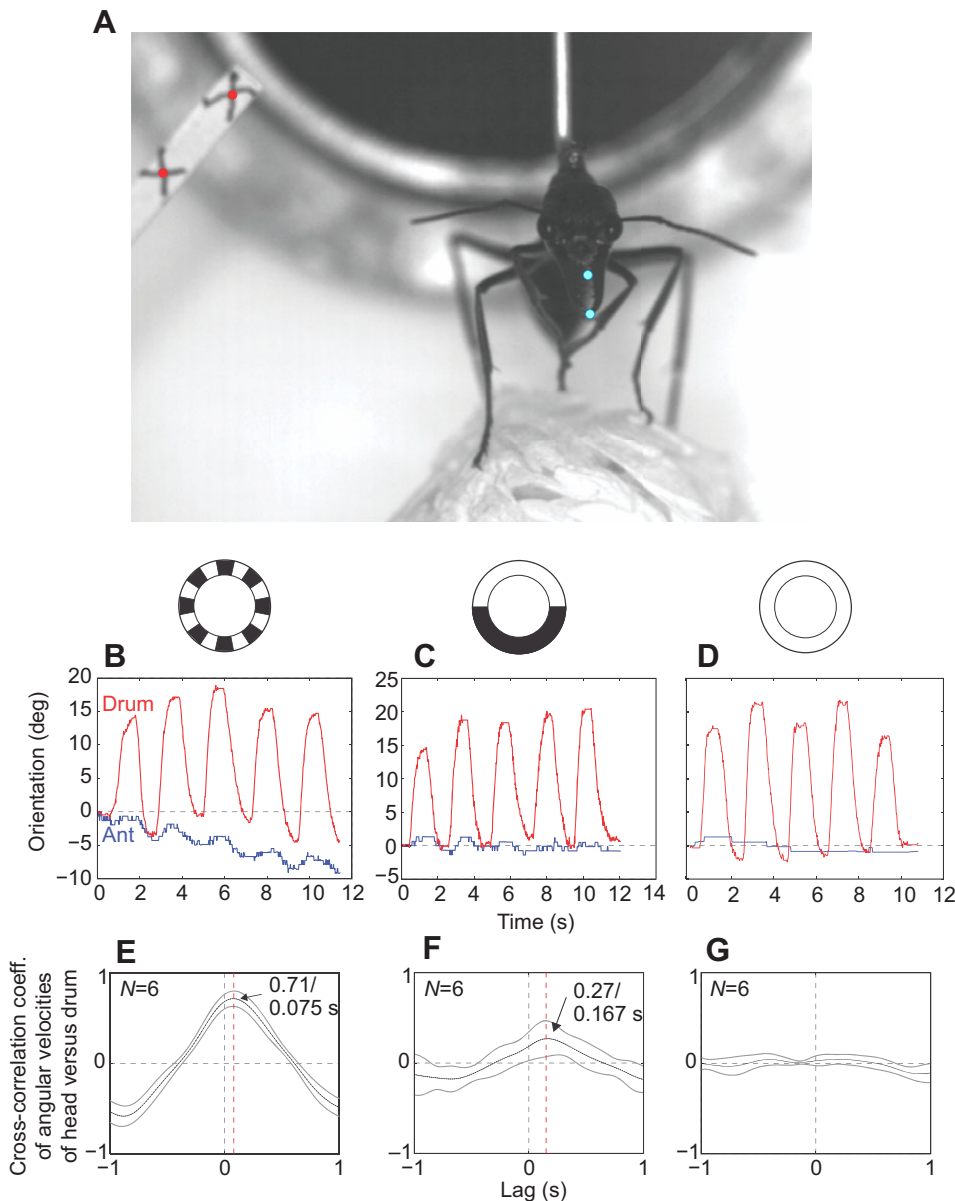 A
B
C
D
Orientation (deg)
20
15
10
5
0
−5
−10
Drum
Ant
0 2 4 6 8 10 12
25
20
15
10
5
0
−5
0 2 4 6 8 10 12 14
0 2 4 6 8 10 12
Time (s)
E
F
G
Cross-correlation coeff.
of angular velocities
of head versus drum
1
0
−1
N=6
0.71/
0.075 s
−1 0 1
N=6
0.27/
0.167 s
−1 0 1
1
0
−1
N=6
−1 0 1
Lag (s)